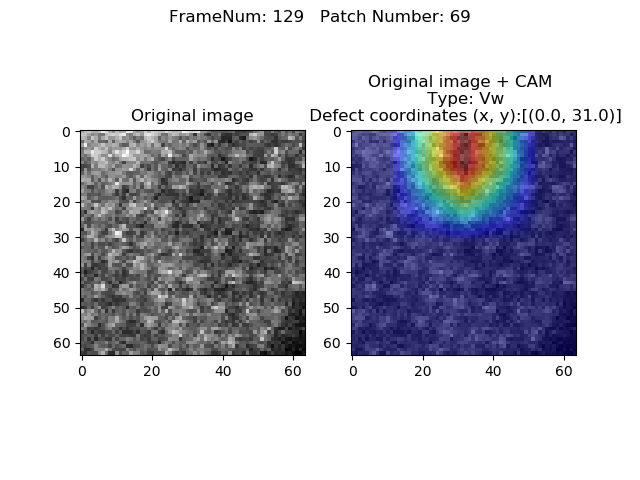 FrameNum: 129   Patch Number: 69
Original image
Original image + CAM
Type: Vw
Defect coordinates (x, y):[(0.0, 31.0)]
0
10
20
30
40
50
60
0 20 40 60
0
10
20
30
40
50
60
0 20 40 60